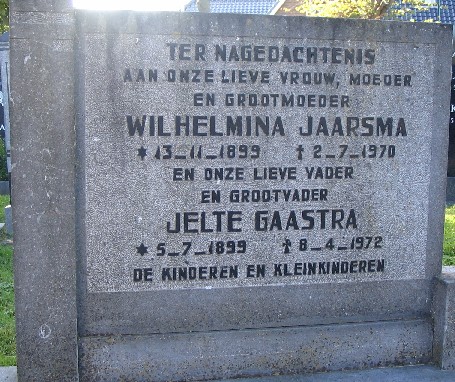 TER NAGEDACHTENIS
AAN ONZE LIEVE VROUW, MOEDER
EN GROOTMOEDER
WILHELMINA JAARSMA
* 13_11_1899 † 2_7_1970
EN ONZE LIEVE VADER
EN GROOTVADER
JELTE GAASTRA
* 5_7_1899 † 8_4_1972
DE KINDEREN EN KLEINKINDEREN